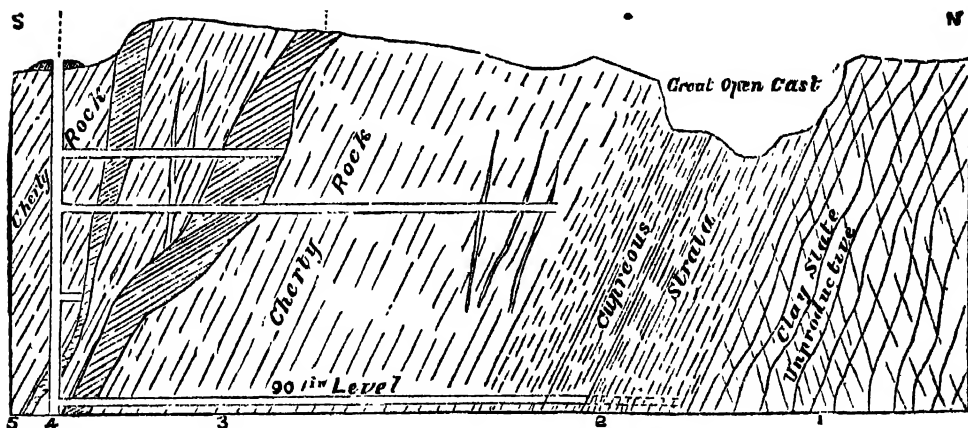 S
N
Great Open Cast
Cherty Rock
Cherty Rock
Cupreous Strata
Clay Slate
Unproductive
90 fm Level
5 4 3 2 1